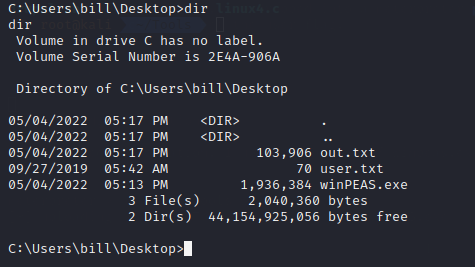 C:\Users\bill\Desktop>dir
dir
 Volume in drive C has no label.
 Volume Serial Number is 2E4A-906A

 Directory of C:\Users\bill\Desktop

05/04/2022  05:17 PM    <DIR>          .
05/04/2022  05:17 PM    <DIR>          ..
05/04/2022  05:17 PM           103,906 out.txt
09/27/2019  05:42 AM                70 user.txt
05/04/2022  05:13 PM         1,936,384 winPEAS.exe
               3 File(s)      2,040,360 bytes
               2 Dir(s)  44,154,925,056 bytes free

C:\Users\bill\Desktop>